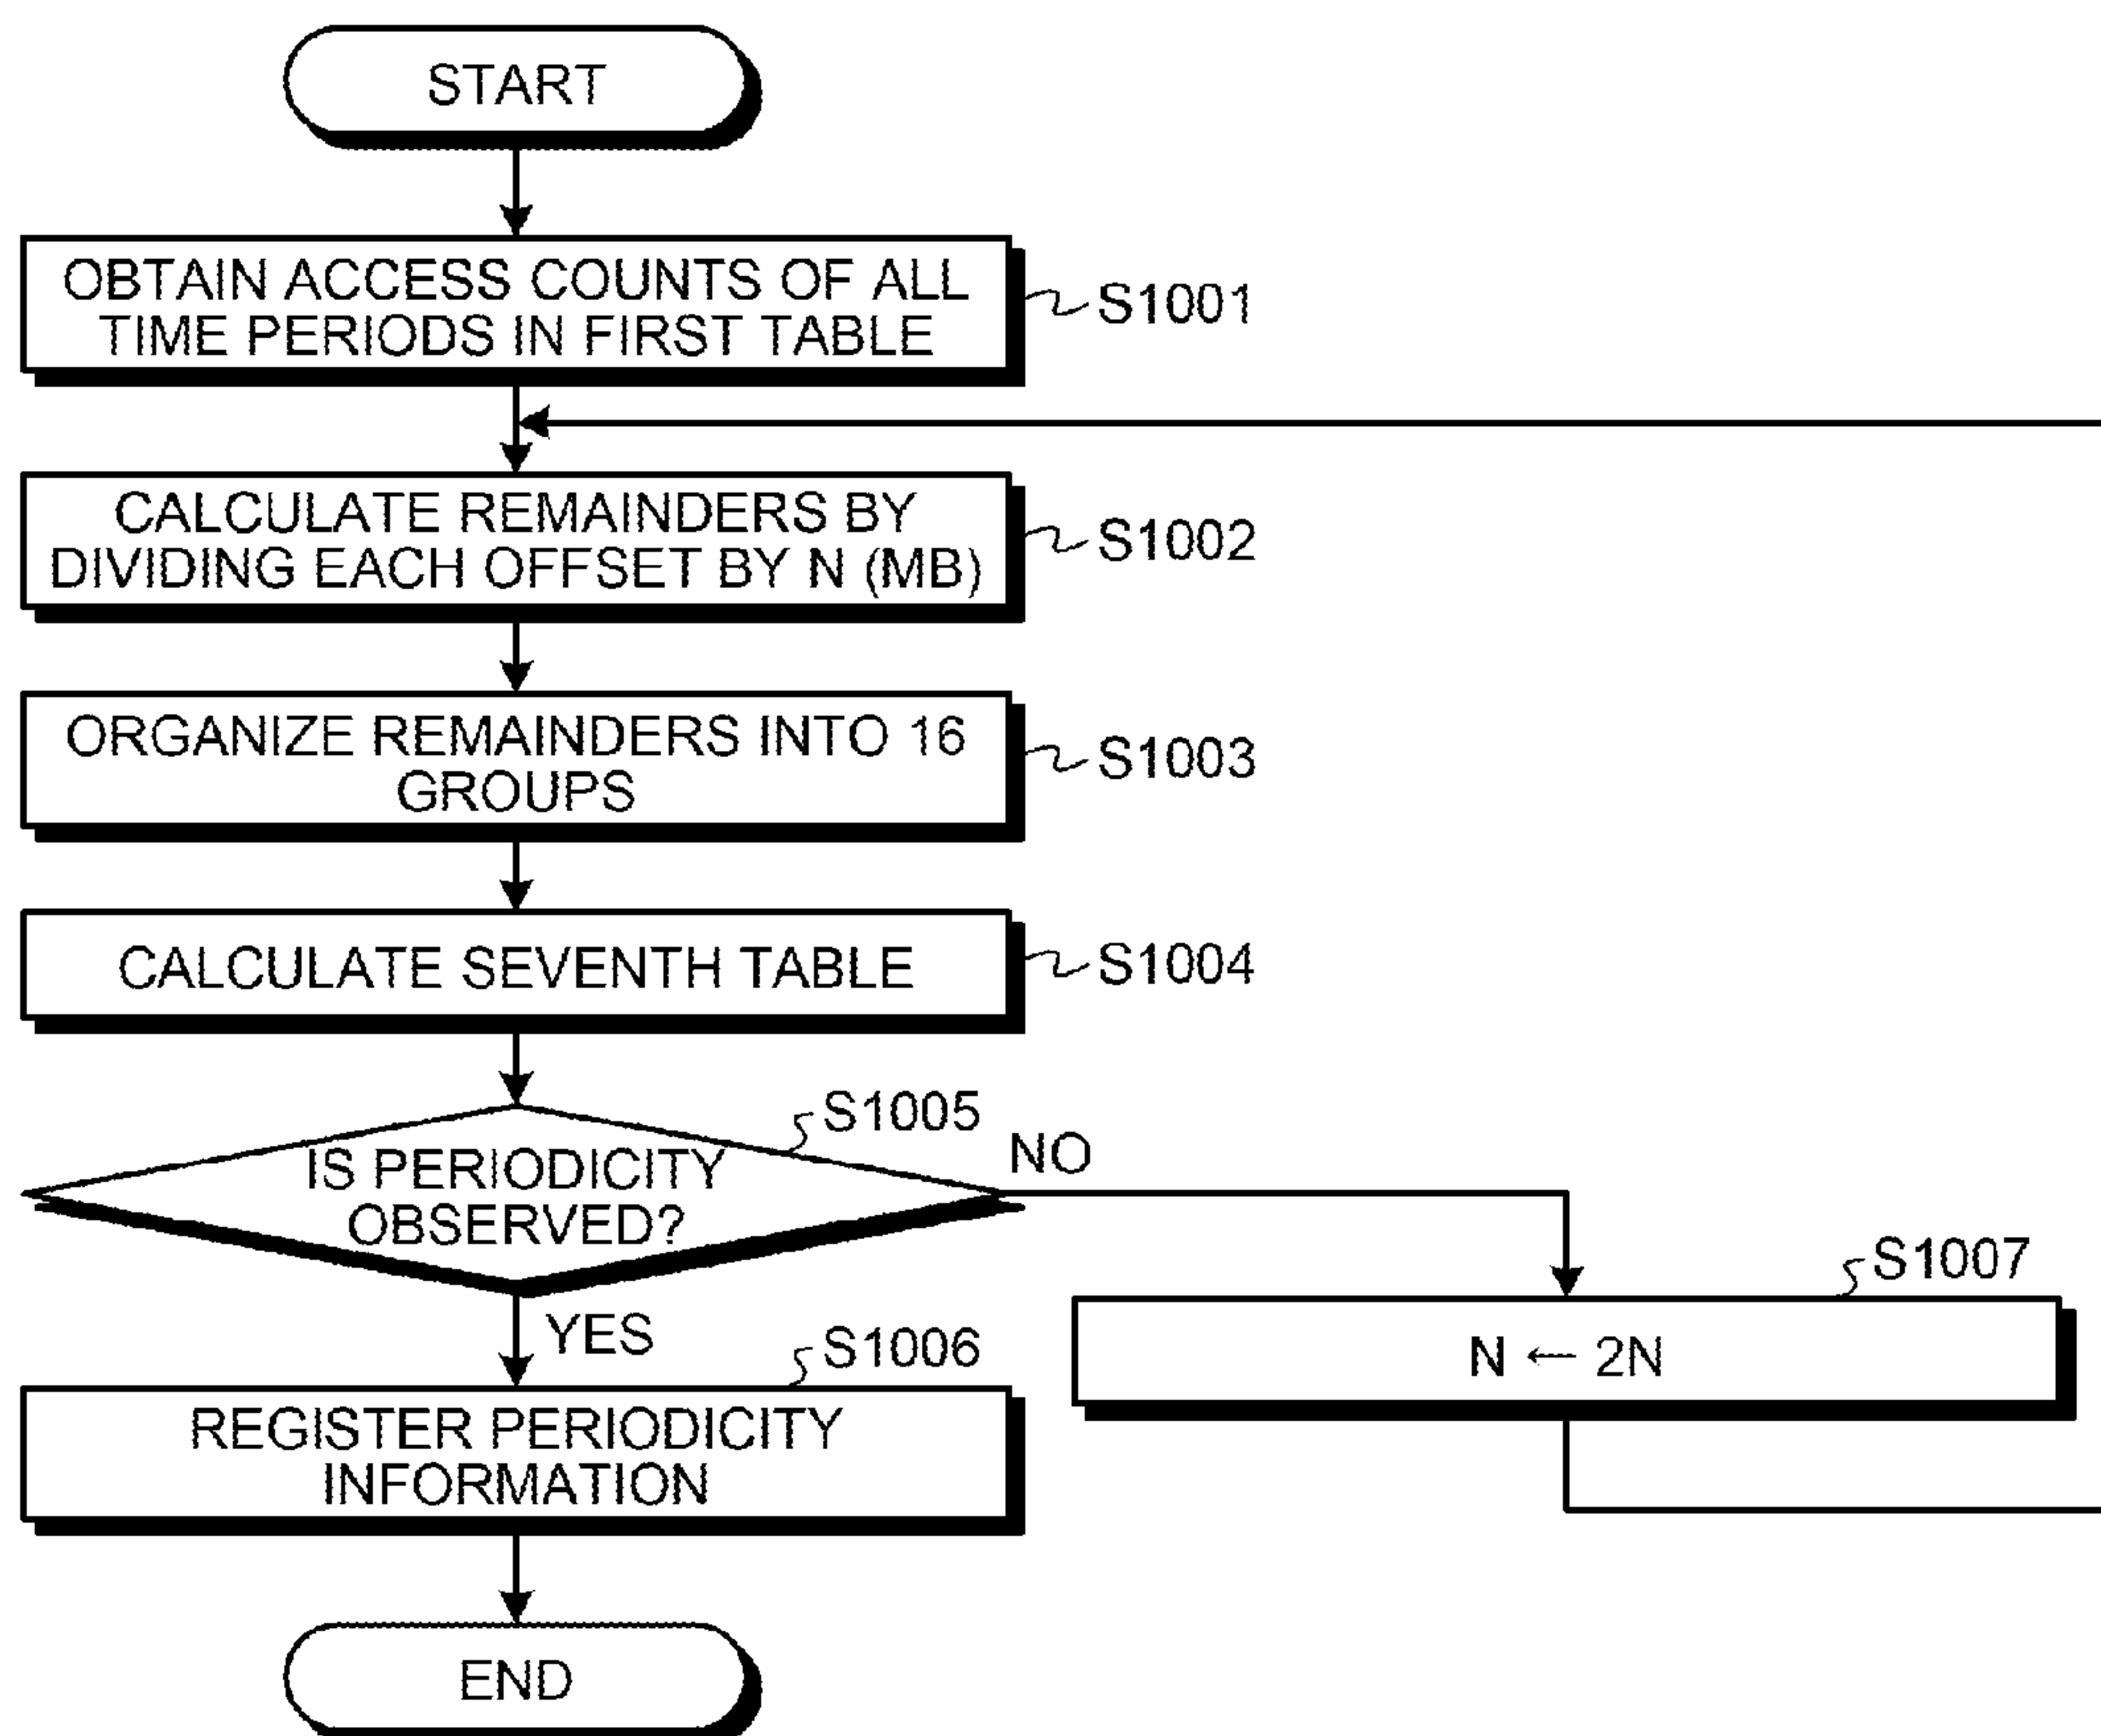 START
OBTAIN ACCESS COUNTS OF ALL
TIME PERIODS IN FIRST TABLE
S1001
CALCULATE REMAINDERS BY
DIVIDING EACH OFFSET BY N (MB)
S1002
ORGANIZE REMAINDERS INTO 16
GROUPS
S1003
CALCULATE SEVENTH TABLE
S1004
S1005
IS PERIODICITY
OBSERVED?
NO
S1007
N ← 2N
YES
S1006
REGISTER PERIODICITY
INFORMATION
END